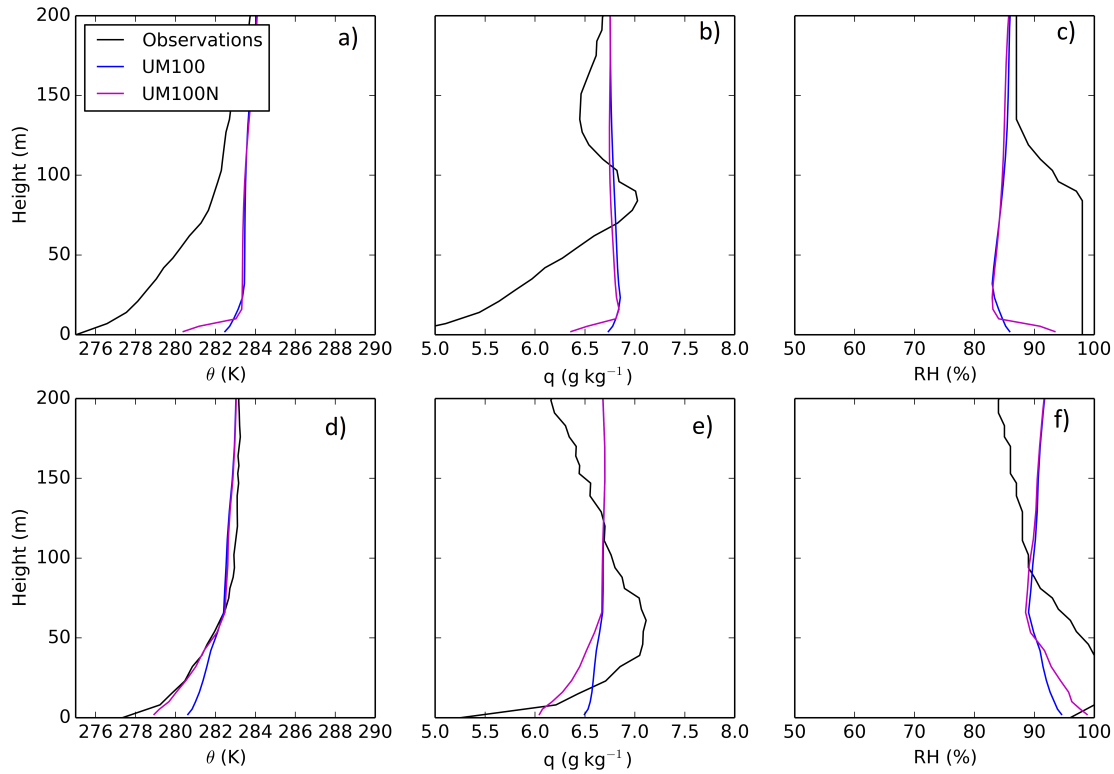 200
150
100
50
0
Height (m)
Observations
UM100
UM100N
a)
276 278 280 282 284 286 288 290
θ (K)
b)
5.0 5.5 6.0 6.5 7.0 7.5 8.0
q (g kg⁻¹)
c)
50 60 70 80 90 100
RH (%)
200
150
100
50
0
Height (m)
d)
276 278 280 282 284 286 288 290
θ (K)
e)
5.0 5.5 6.0 6.5 7.0 7.5 8.0
q (g kg⁻¹)
f)
50 60 70 80 90 100
RH (%)